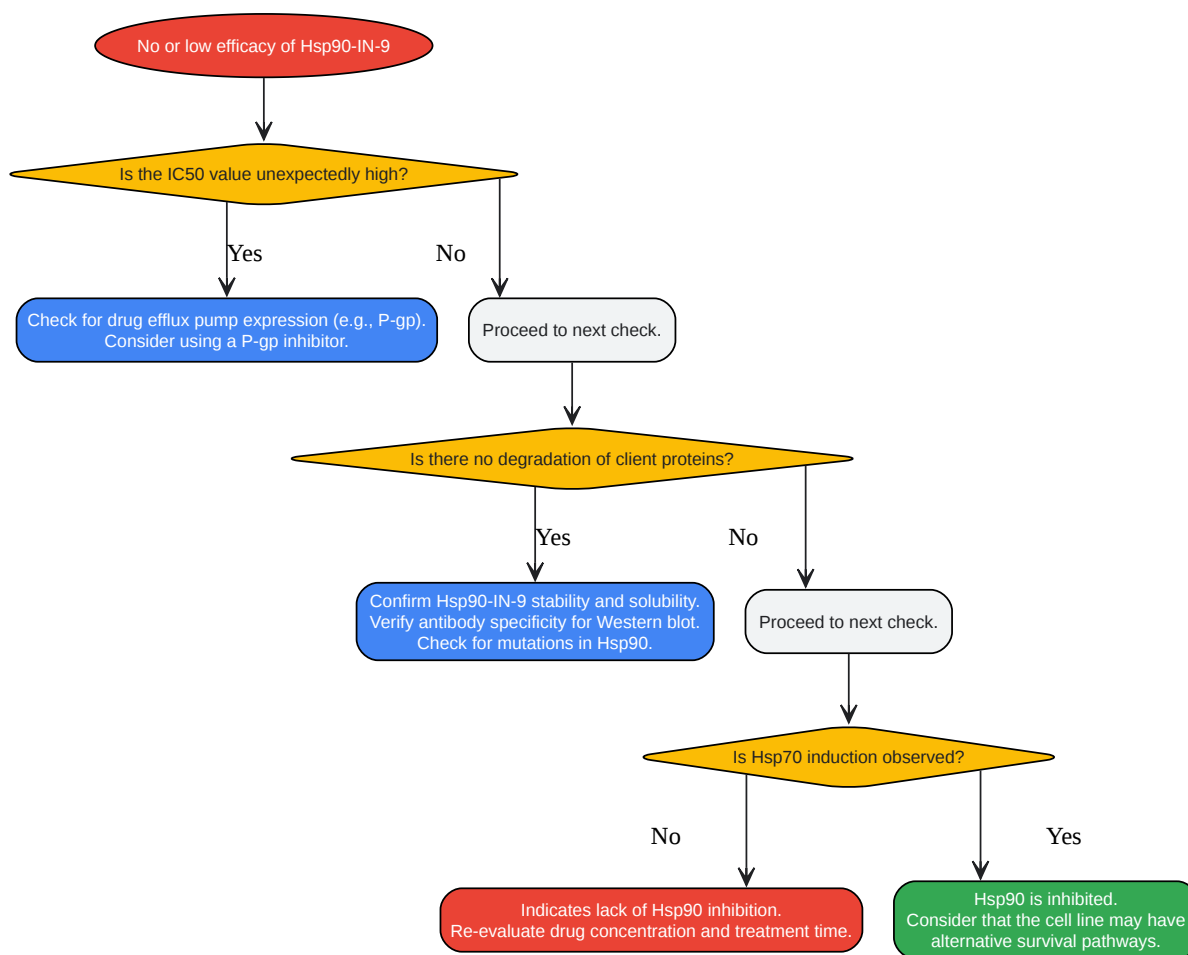 No or low efficacy of Hsp90-IN-9
Is the IC50 value unexpectedly high?
Yes
No
Check for drug efflux pump expression (e.g., P-gp).
Consider using a P-gp inhibitor.
Proceed to next check.
Is there no degradation of client proteins?
Yes
No
Confirm Hsp90-IN-9 stability and solubility.
Verify antibody specificity for Western blot.
Check for mutations in Hsp90.
Proceed to next check.
Is Hsp70 induction observed?
No
Yes
Indicates lack of Hsp90 inhibition.
Re-evaluate drug concentration and treatment time.
Hsp90 is inhibited.
Consider that the cell line may have
alternative survival pathways.